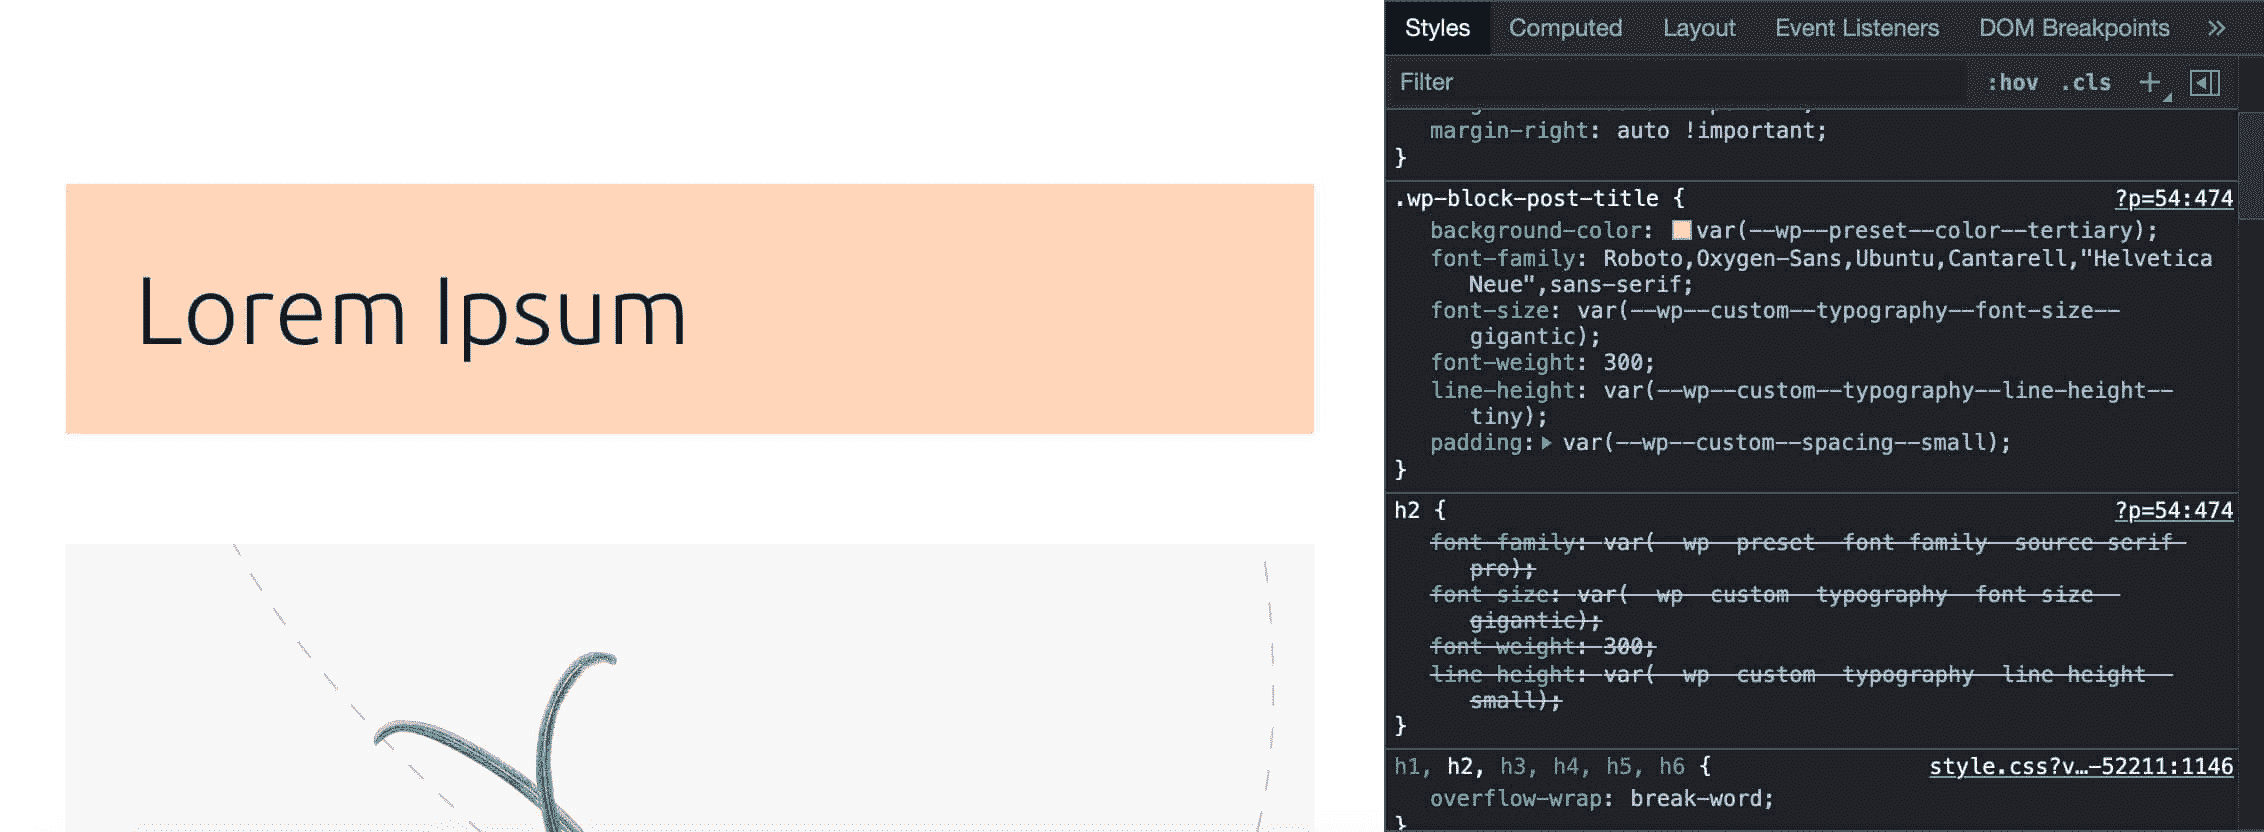 Lorem Ipsum
Styles Computed Layout Event Listeners DOM Breakpoints »
Filter :hov .cls +
margin-right: auto !important;
}
.wp-block-post-title { ?p=54:474
background-color: var(--wp--preset--color--tertiary);
font-family: Roboto,Oxygen-Sans,Ubuntu,Cantarell,"Helvetica
Neue",sans-serif;
font-size: var(--wp--custom--typography--font-size--
gigantic);
font-weight: 300;
line-height: var(--wp--custom--typography--line-height--
tiny);
padding: var(--wp--custom--spacing--small);
}
h2 { ?p=54:474
font-family: var(--wp--preset--font-family--source-serif-
pro);
font-size: var(--wp--custom--typography--font-size--
gigantic);
font-weight: 300;
line-height: var(--wp--custom--typography--line-height--
small);
}
h1, h2, h3, h4, h5, h6 { style.css?v…-52211:1146
overflow-wrap: break-word;
}